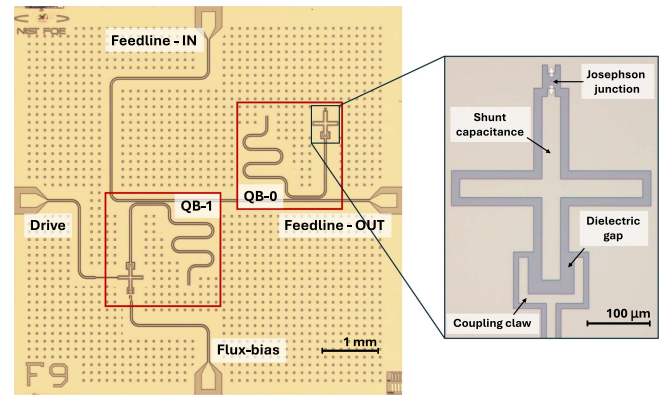 NIST FOE
Feedline - IN
QB-0
QB-1
Drive
Feedline - OUT
Flux-bias
1 mm
F9
Josephson
junction
Shunt
capacitance
Dielectric
gap
Coupling claw
100 μm